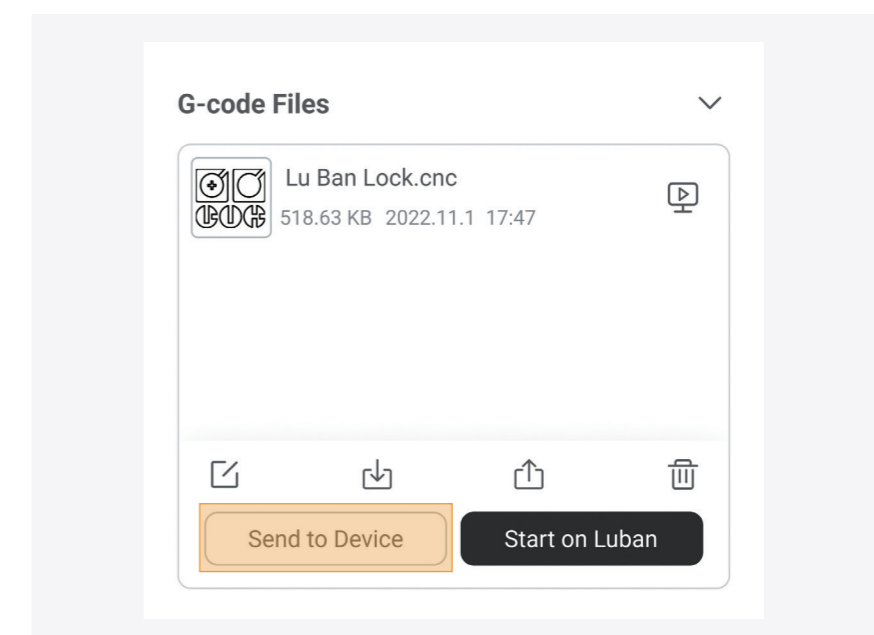 G-code Files
Lu Ban Lock.cnc
518.63 KB 2022.11.1 17:47
Send to Device
Start on Luban